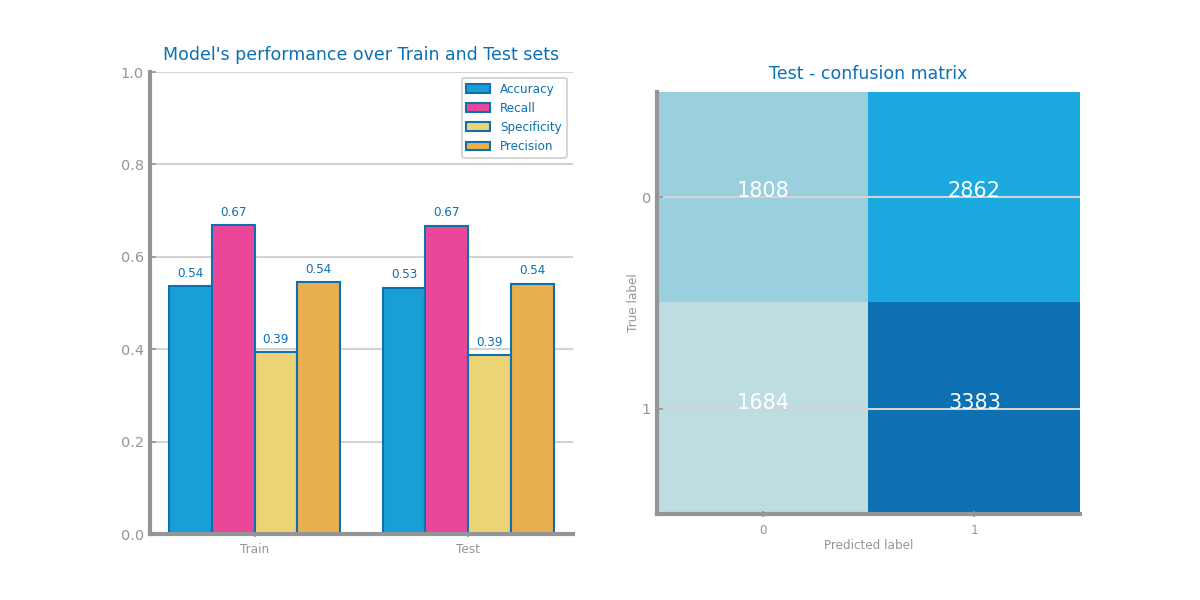 Model's performance over Train and Test sets
1.0
0.8
0.6
0.4
0.2
0.0
Accuracy
Recall
Specificity
Precision
0.54
0.67
0.39
0.54
0.53
0.67
0.39
0.54
Train
Test
Test - confusion matrix
True label
0
1
1808
2862
1684
3383
0
1
Predicted label